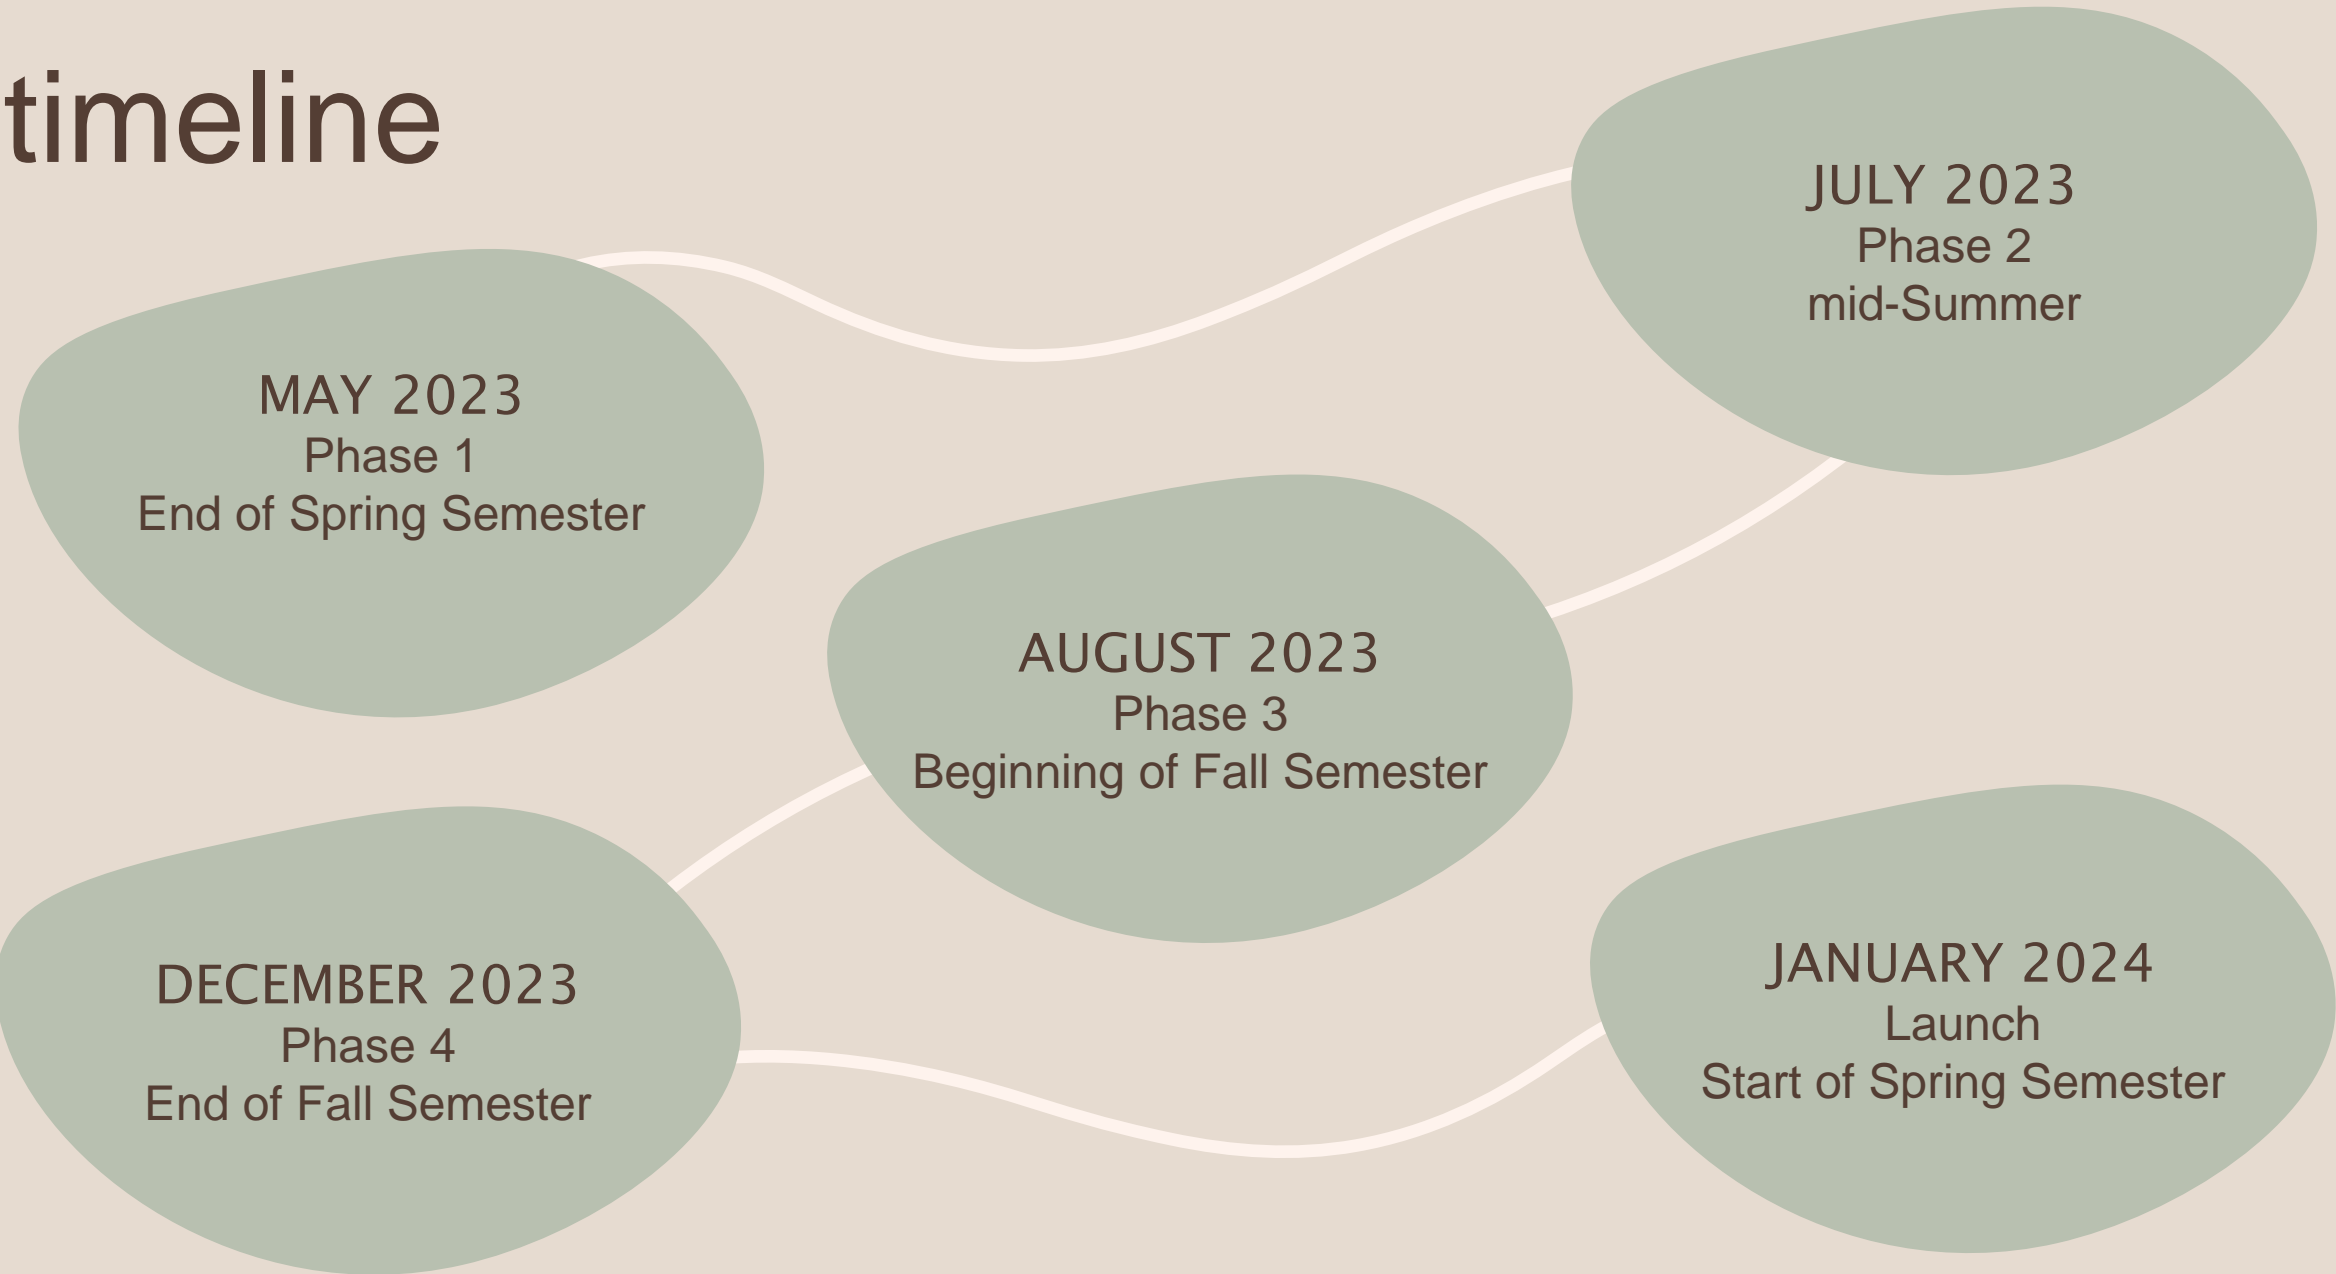 timeline
MAY 2023
Phase 1
End of Spring Semester
JULY 2023
Phase 2
mid-Summer
AUGUST 2023
Phase 3
Beginning of Fall Semester
DECEMBER 2023
Phase 4
End of Fall Semester
JANUARY 2024
Launch
Start of Spring Semester